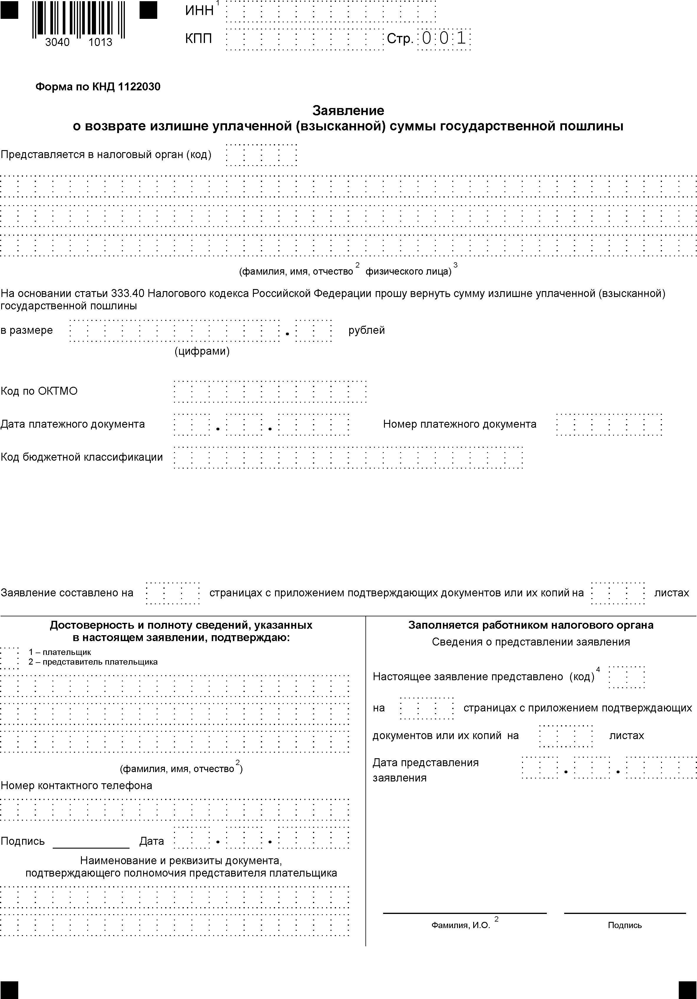 ИНН 1
КПП Стр. 001
3040 1013
Форма по КНД 1122030
Заявление
о возврате излишне уплаченной (взысканной) суммы государственной пошлины
Представляется в налоговый орган (код)
(фамилия, имя, отчество 2 физического лица) 3
На основании статьи 333.40 Налогового кодекса Российской Федерации прошу вернуть сумму излишне уплаченной (взысканной)
государственной пошлины
в размере . рублей
(цифрами)
Код по ОКТМО
Дата платежного документа . . Номер платежного документа
Код бюджетной классификации
Заявление составлено на страницах с приложением подтверждающих документов или их копий на листах
Достоверность и полноту сведений, указанных
в настоящем заявлении, подтверждаю:
1 – плательщик
2 – представитель плательщика
(фамилия, имя, отчество 2)
Номер контактного телефона
Подпись Дата . .
Наименование и реквизиты документа,
подтверждающего полномочия представителя плательщика
Заполняется работником налогового органа
Сведения о представлении заявления
Настоящее заявление представлено (код) 4
на страницах с приложением подтверждающих
документов или их копий на листах
Дата представления . .
заявления
Фамилия, И.О. 2 Подпись